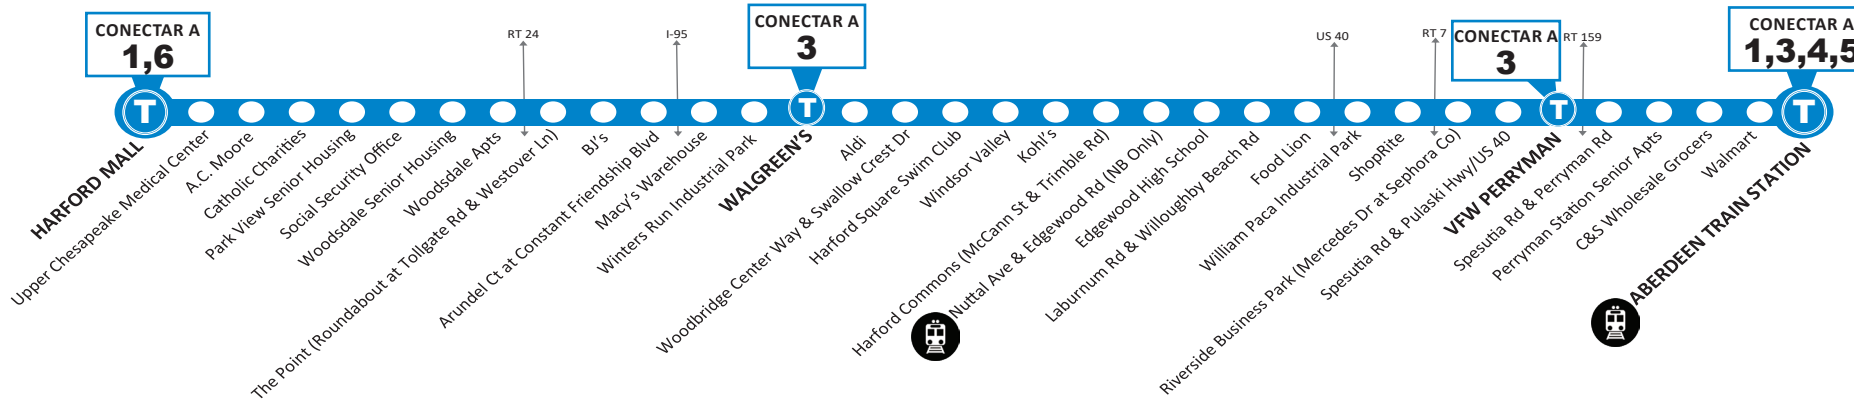 CONECTAR A
1,6
RT 24
I-95
CONECTAR A
3
US 40
RT 7
CONECTAR A
3
RT 159
CONECTAR A
1,3,4,5
T
T
T
T
HARFORD MALL
Upper Chesapeake Medical Center
A.C. Moore
Catholic Charities
Park View Senior Housing
Social Security Office
Woodsdale Senior Housing
Woodsdale Apts
The Point (Roundabout at Tollgate Rd & Westover Ln)
BJ's
Arundel Ct at Constant Friendship Blvd
Macy's Warehouse
Winters Run Industrial Park
WALGREEN'S
Aldi
Woodbridge Center Way & Swallow Crest Dr
Harford Square Swim Club
Windsor Valley
Kohl's
Harford Commons (McCann St & Trimble Rd)
Nuttal Ave & Edgewood Rd (NB Only)
Edgewood High School
Laburnum Rd & Willoughby Beach Rd
Food Lion
William Paca Industrial Park
ShopRite
Riverside Business Park (Mercedes Dr at Sephora Co)
Spesutia Rd & Pulaski Hwy/US 40
VFW PERRYMAN
Spesutia Rd & Perryman Rd
Perryman Station Senior Apts
C&S Wholesale Grocers
Walmart
ABERDEEN TRAIN STATION